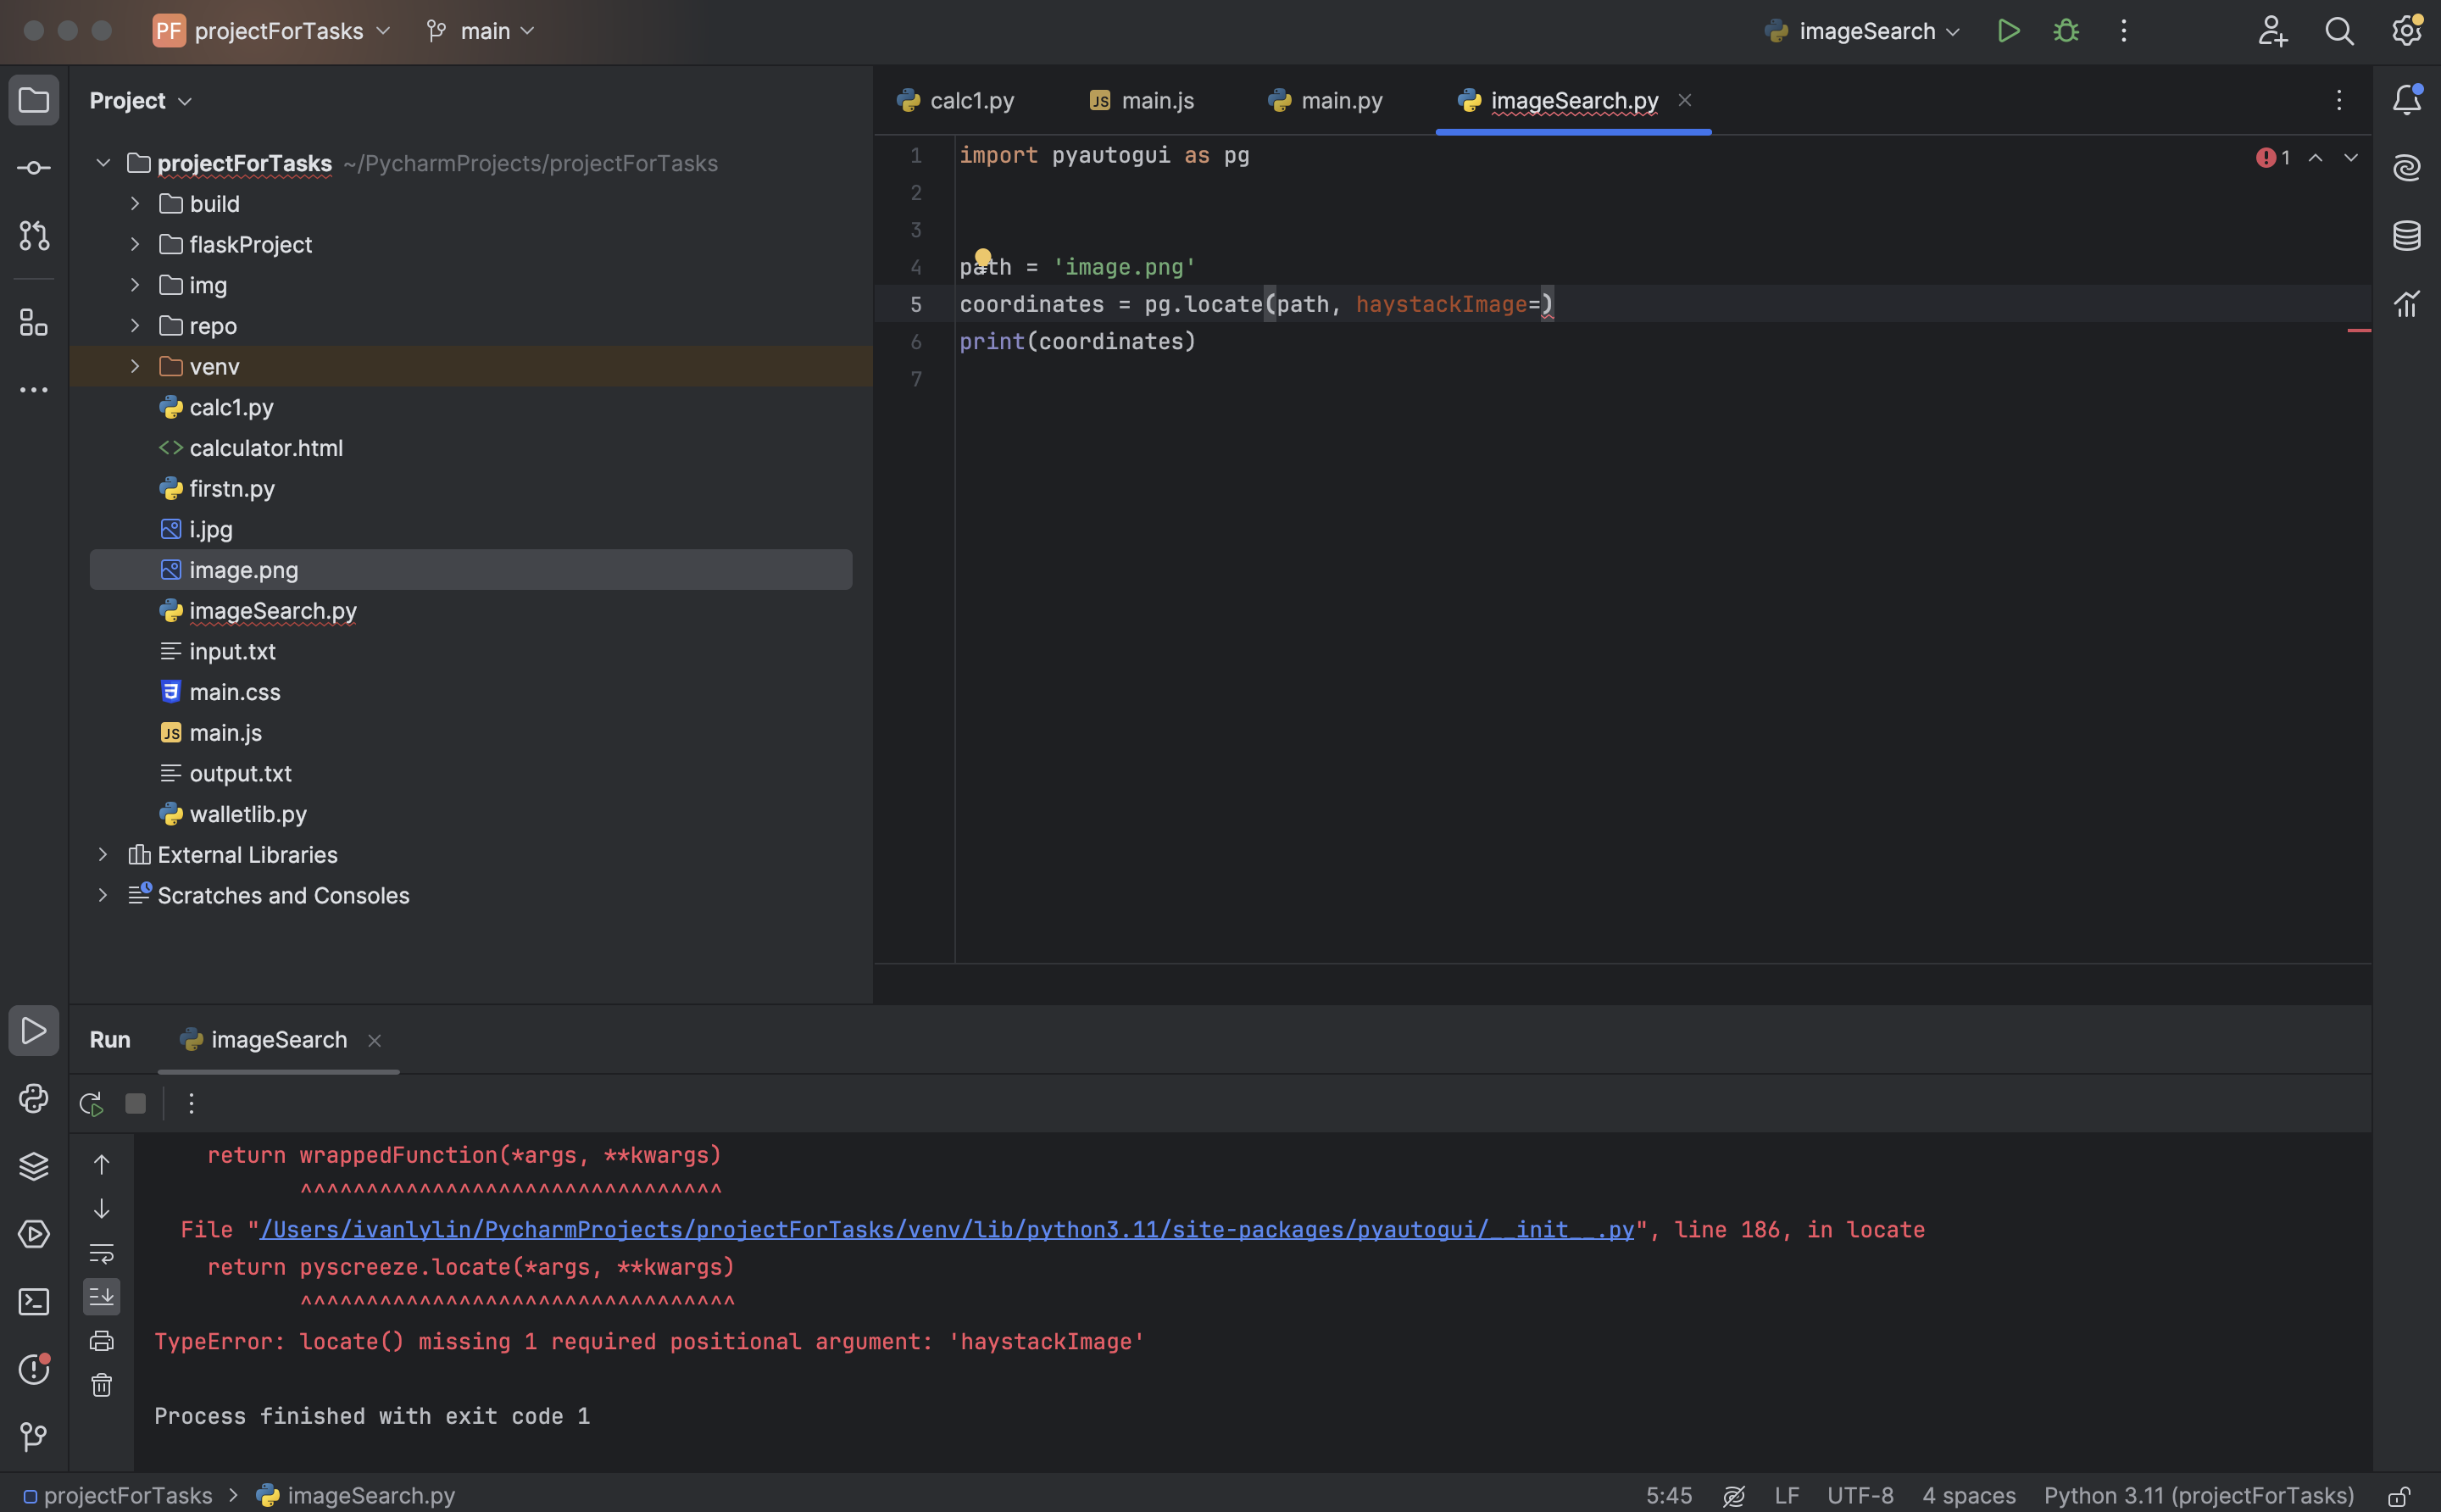 PF projectForTasks main imageSearch
Project
calc1.py main.js main.py imageSearch.py
projectForTasks ~/PycharmProjects/projectForTasks
build
flaskProject
img
repo
venv
calc1.py
calculator.html
firstn.py
i.jpg
image.png
imageSearch.py
input.txt
main.css
JS main.js
output.txt
walletlib.py
External Libraries
Scratches and Consoles
1 import pyautogui as pg
2
3
4 path = 'image.png'
5 coordinates = pg.locate(path, haystackImage=)
6 print(coordinates)
7
1
Run imageSearch
return wrappedFunction(*args, **kwargs)
^^^^^^^^^^^^^^^^^^^^^^^^^^^^^^^^
File "/Users/ivanlylin/PycharmProjects/projectForTasks/venv/lib/python3.11/site-packages/pyautogui/__init__.py", line 186, in locate
return pyscreeze.locate(*args, **kwargs)
^^^^^^^^^^^^^^^^^^^^^^^^^^^^^^^^^
TypeError: locate() missing 1 required positional argument: 'haystackImage'
Process finished with exit code 1
projectForTasks > imageSearch.py 5:45 LF UTF-8 4 spaces Python 3.11 (projectForTasks)